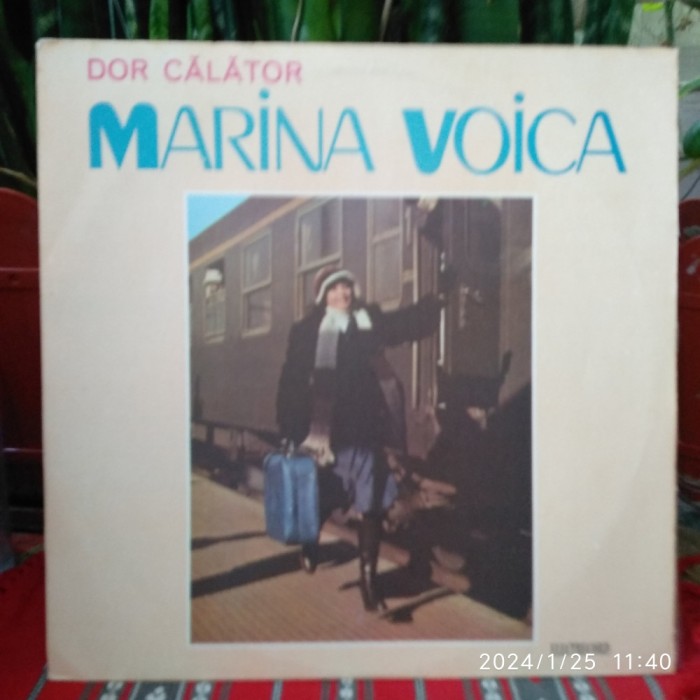 DOR CĂLĂTOR
MARINA VOICA
2024/1/25 11:40